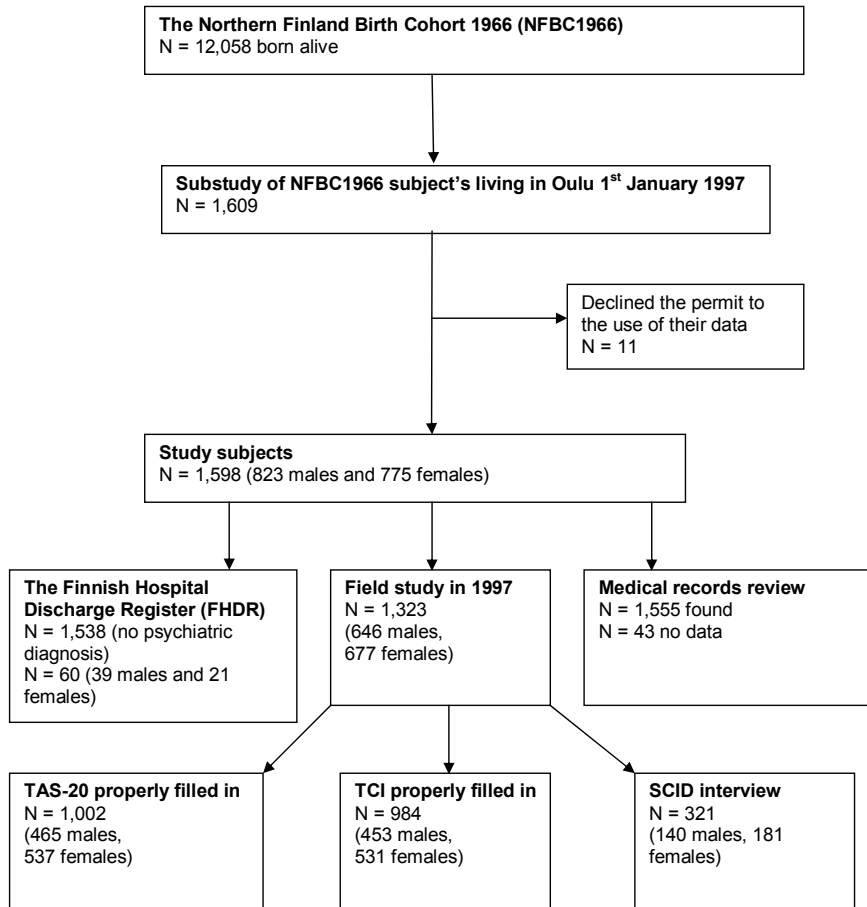 The Northern Finland Birth Cohort 1966 (NFBC1966)
N = 12,058 born alive
Substudy of NFBC1966 subject's living in Oulu 1st January 1997
N = 1,609
Declined the permit to
the use of their data
N = 11
Study subjects
N = 1,598 (823 males and 775 females)
The Finnish Hospital
Discharge Register (FHDR)
N = 1,538 (no psychiatric
diagnosis)
N = 60 (39 males and 21
females)
Field study in 1997
N = 1,323
(646 males,
677 females)
Medical records review
N = 1,555 found
N = 43 no data
TAS-20 properly filled in
N = 1,002
(465 males,
537 females)
TCI properly filled in
N = 984
(453 males,
531 females)
SCID interview
N = 321
(140 males, 181
females)